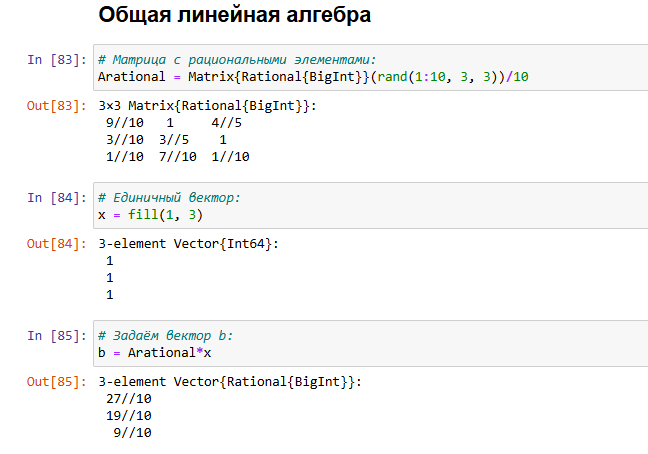 Общая линейная алгебра
In [83]: # Матрица с рациональными элементами:
Arational = Matrix{Rational{BigInt}}(rand(1:10, 3, 3))/10
Out[83]: 3×3 Matrix{Rational{BigInt}}:
9//10 1 4//5
3//10 3//5 1
1//10 7//10 1//10
In [84]: # Единичный вектор:
x = fill(1, 3)
Out[84]: 3-element Vector{Int64}:
1
1
1
In [85]: # Задаём вектор b:
b = Arational*x
Out[85]: 3-element Vector{Rational{BigInt}}:
27//10
19//10
9//10